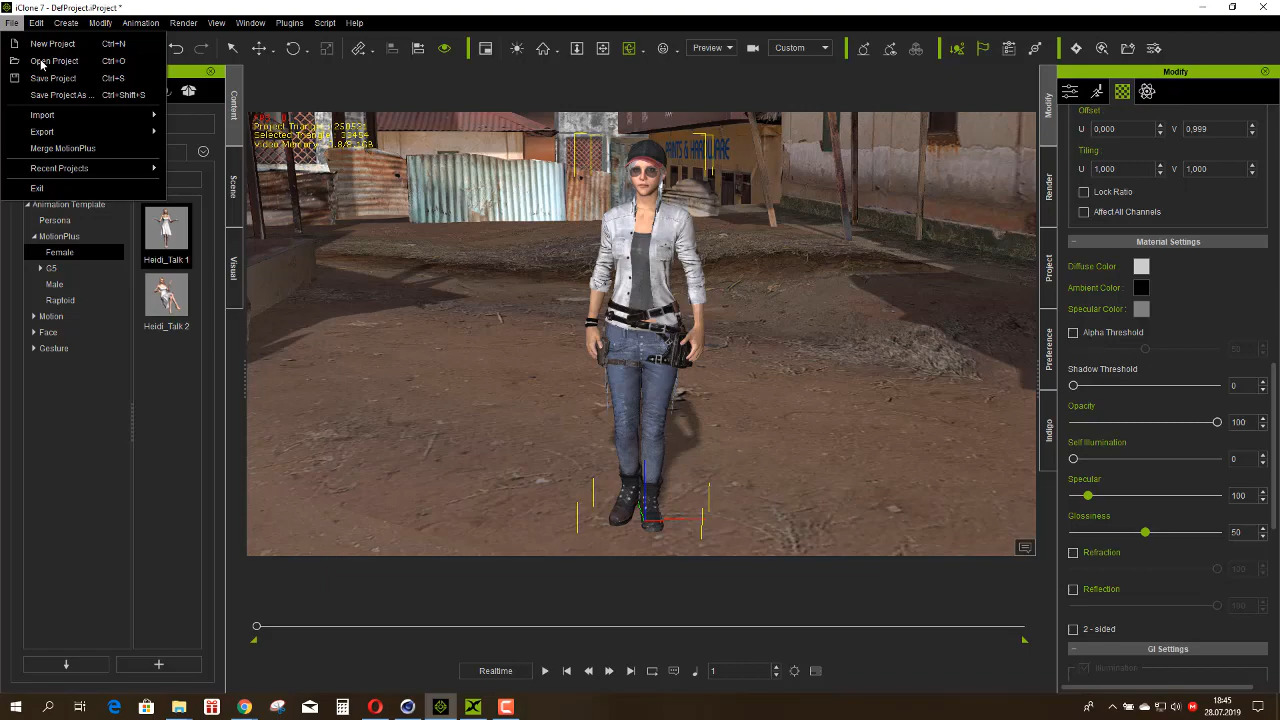 iClone 7 - DefProject.iProject *
File Edit Create Modify Animation Render View Window Plugins Script Help
New Project Ctrl+N
Open Project Ctrl+O
Save Project Ctrl+S
Save Project As ... Ctrl+Shift+S
Import
Export
Merge MotionPlus
Recent Projects
Exit
Preview
Custom
Animation Template
Persona
MotionPlus
Female
G5
Male
Raptoid
Motion
Face
Gesture
Heidi_Talk 1
Heidi_Talk 2
Content
Scene
Visual
Modify
Render
Project
Preference
Indigo
Modify
Offset
U 0,000 V 0,999
Tiling:
U 1,000 V 1,000
Lock Ratio
Affect All Channels
Material Settings
Diffuse Color
Ambient Color :
Specular Color :
Alpha Threshold
50
Shadow Threshold
0
Opacity
100
Self Illumination
0
Specular
100
Glossiness
50
Refraction
100
Reflection
100
2 - sided
GI Settings
Illumination
Realtime
1
18:45
28.07.2019